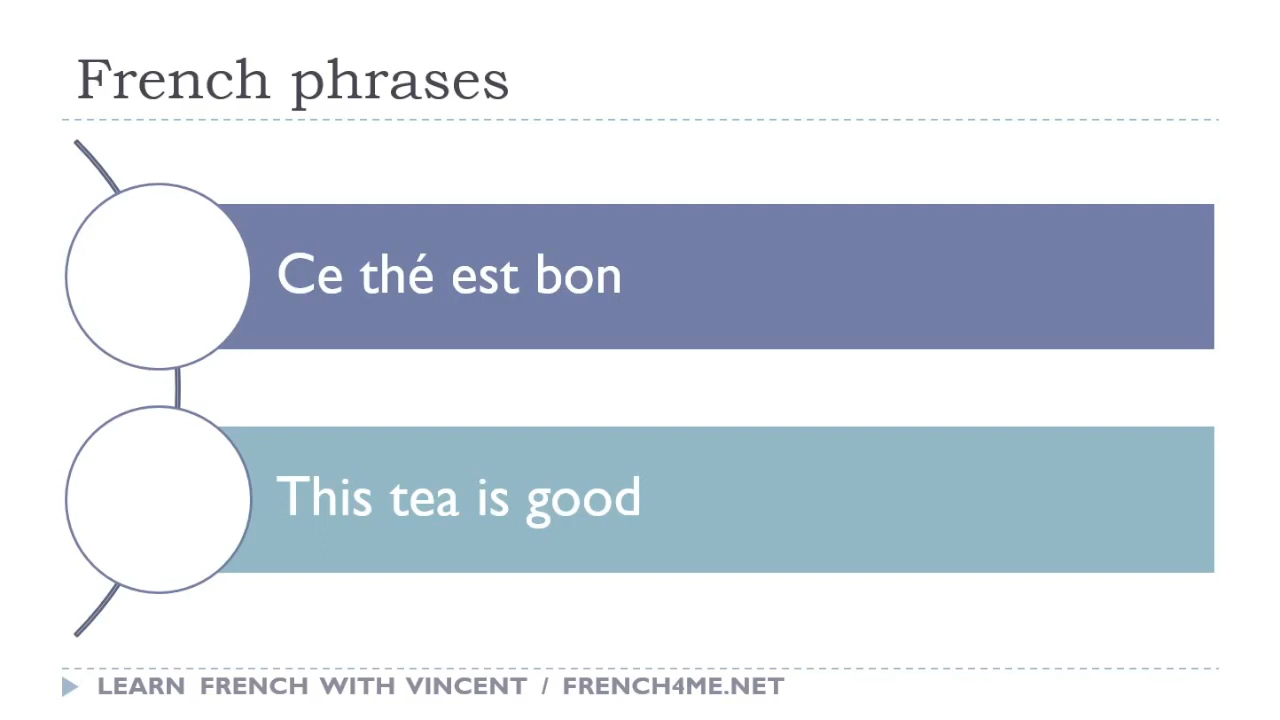 French phrases
Ce thé est bon
This tea is good
LEARN FRENCH WITH VINCENT / FRENCH4ME.NET